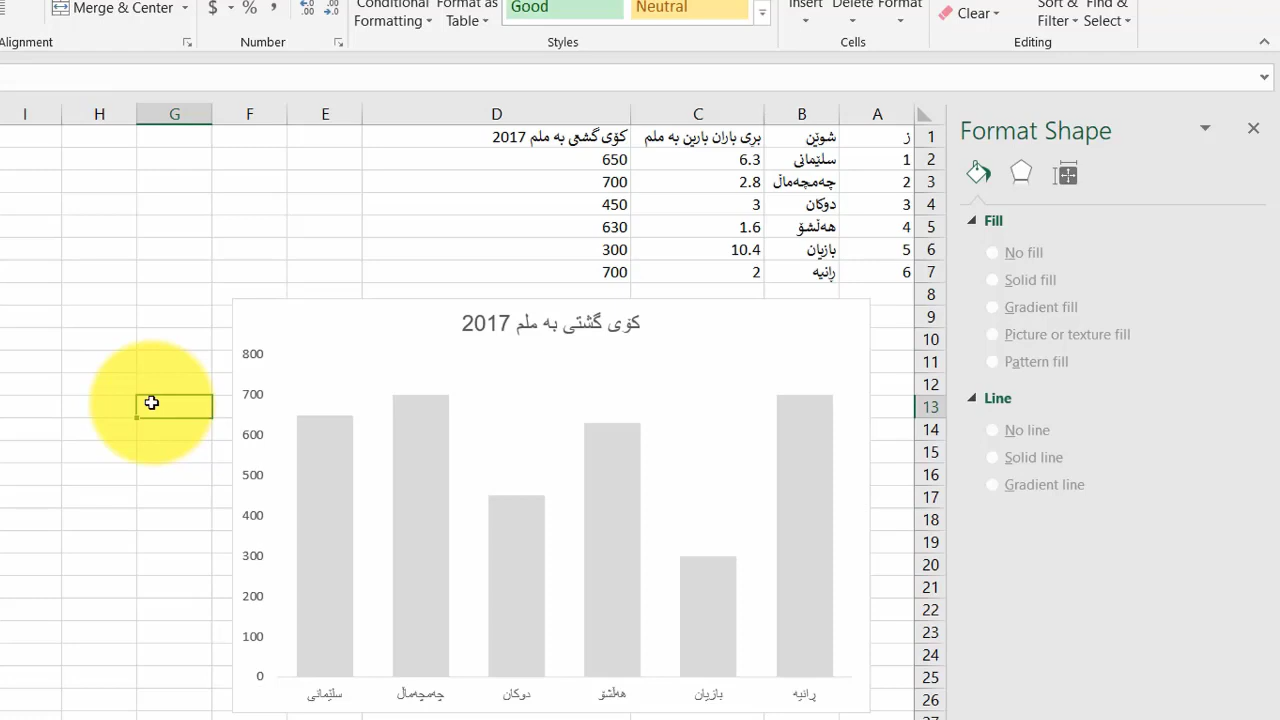 Merge & Center
$ % ,
Conditional Formatting
Format as Table
Good
Neutral
Insert Delete Format
Clear
Sort & Filter
Find & Select
Alignment Number Styles Cells Editing
Format Shape
I H G F E D C B A
1 ز شوێن بڕی باران بارین بە ملم کۆی گشتی بە ملم 2017
2 1 سلێمانی 6.3 650
3 2 چەمچەماڵ 2.8 700
4 3 دوکان 3 450
5 4 هەڵشۆ 1.6 630
6 5 بازیان 10.4 300
7 6 ڕانیە 2 700
8
9
10
11
12
13
14
15
16
17
18
19
20
21
22
23
24
25
26
27
کۆی گشتی بە ملم 2017
800
700
600
500
400
300
200
100
0
سلێمانی چەمچەماڵ دوکان هەڵشۆ بازیان ڕانیە
Fill
No fill
Solid fill
Gradient fill
Picture or texture fill
Pattern fill
Line
No line
Solid line
Gradient line